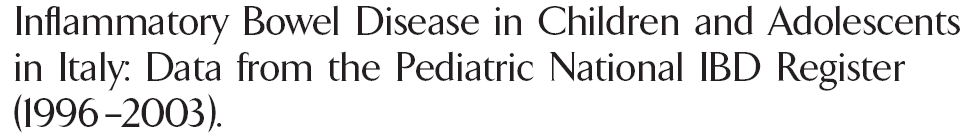 Inflammatory Bowel Disease in Children and Adolescents
in Italy: Data from the Pediatric National IBD Register
(1996–2003).